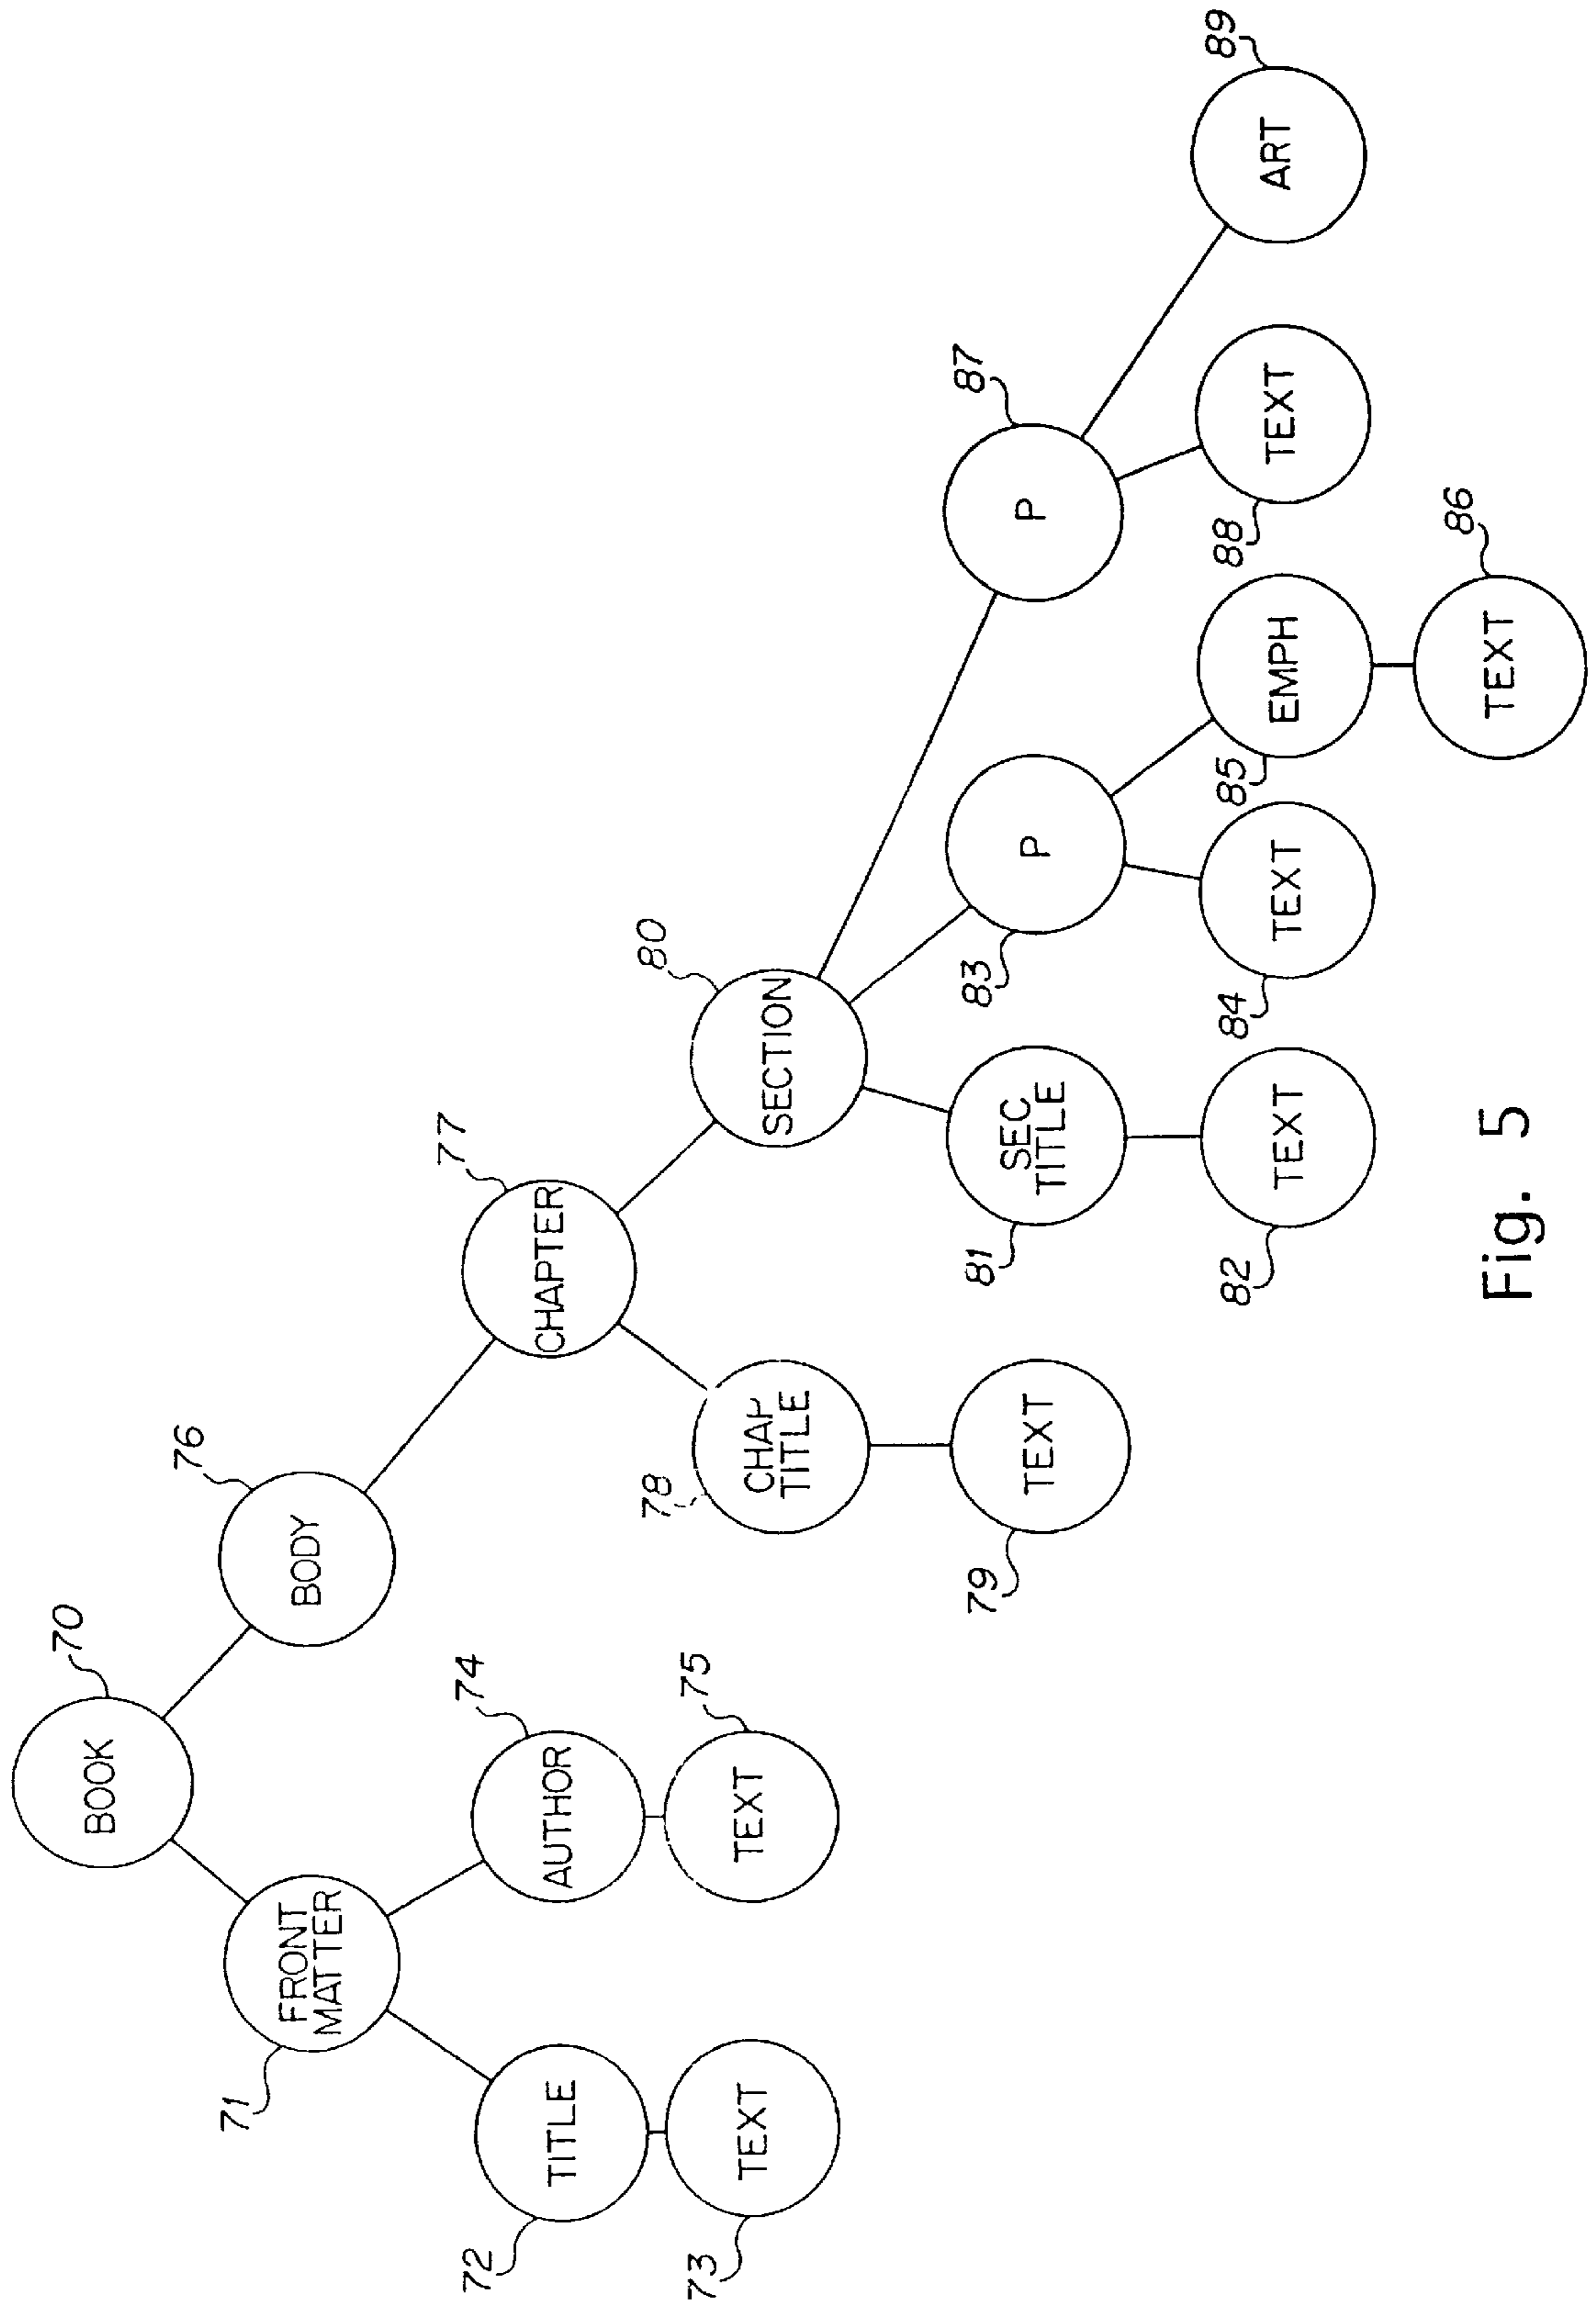 70
BOOK
71
FRONT
MATTER
76
BODY
72
TITLE
74
AUTHOR
77
CHAPTER
73
TEXT
75
TEXT
78
CHAP
TITLE
80
SECTION
79
TEXT
81
SEC
TITLE
83
P
87
P
82
TEXT
84
TEXT
85
EMPH
88
TEXT
89
ART
86
TEXT
Fig. 5